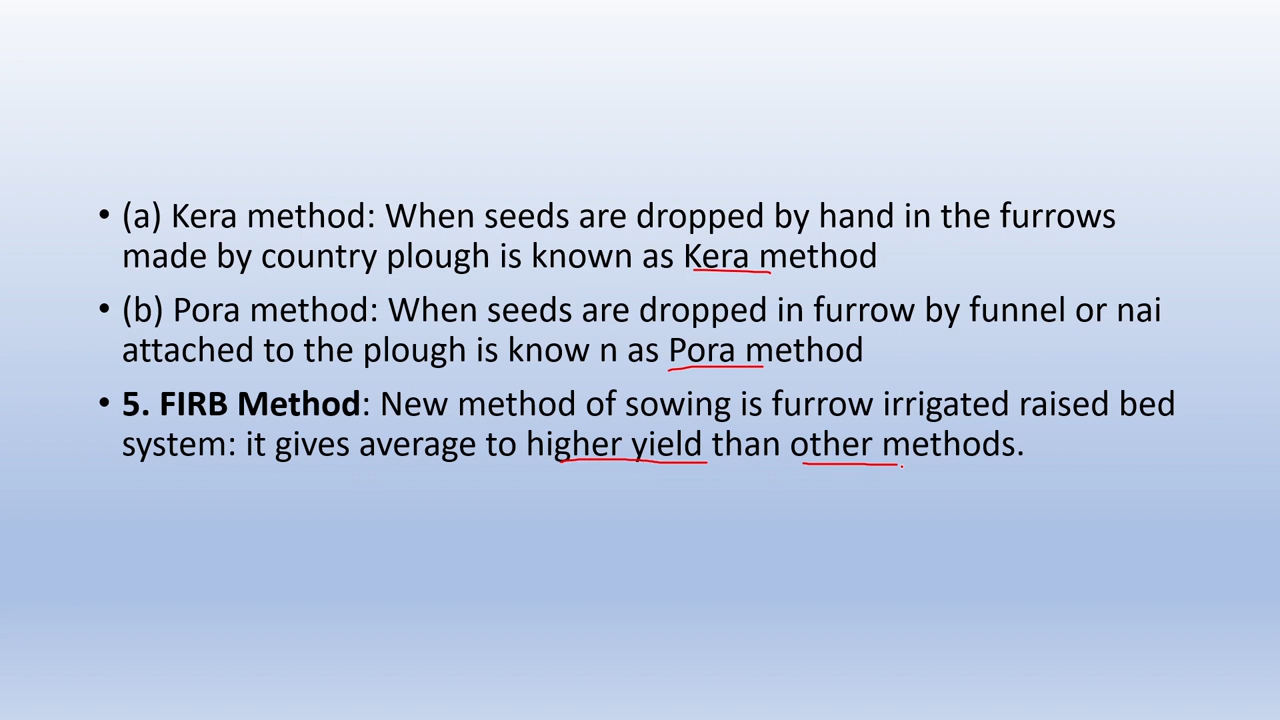 • (a) Kera method: When seeds are dropped by hand in the furrows
made by country plough is known as Kera method
• (b) Pora method: When seeds are dropped in furrow by funnel or nai
attached to the plough is know n as Pora method
• 5. FIRB Method: New method of sowing is furrow irrigated raised bed
system: it gives average to higher yield than other methods.